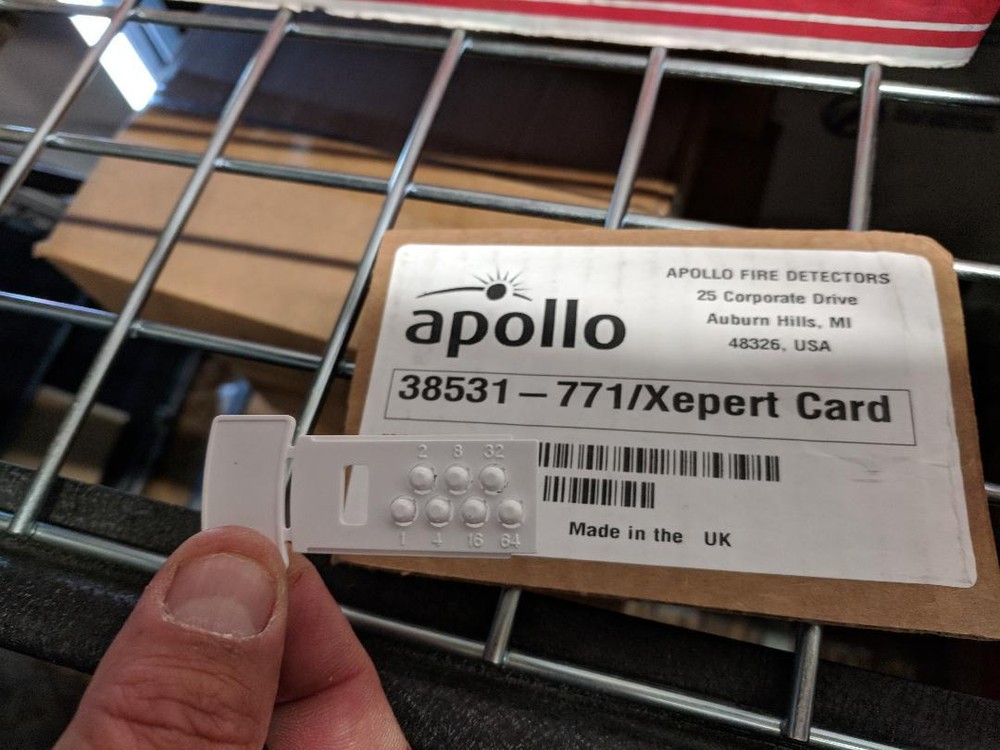 apollo
APOLLO FIRE DETECTORS
25 Corporate Drive
Auburn Hills, MI
48326, USA
38531-771/Xepert Card
Made in the UK
2 8 32
1 4 16 64